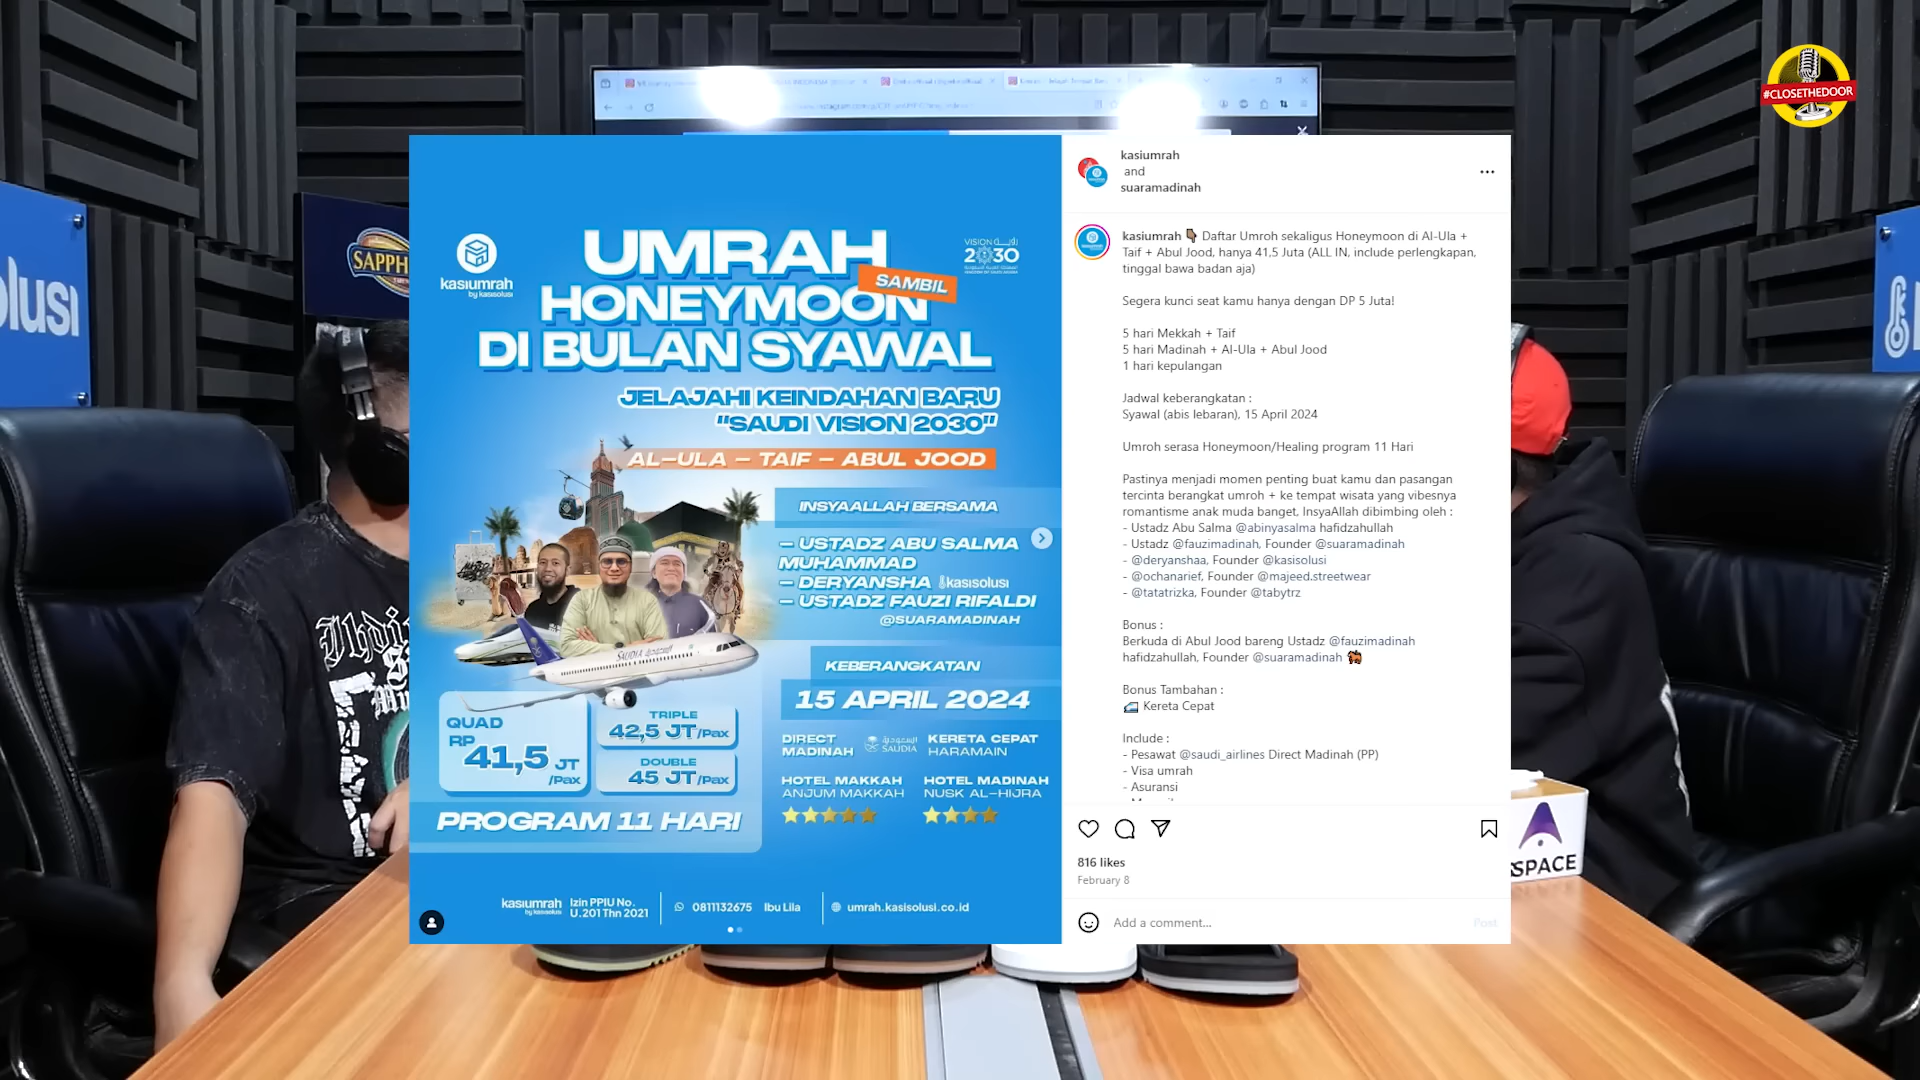 #CLOSETHEDOOR
olusi
SAPPH
kasiumrah
by kasisolusi
UMRAH
SAMBIL
HONEYMOON
DI BULAN SYAWAL
VISION رؤيـــة
2030
JELAJAHI KEINDAHAN BARU
"SAUDI VISION 2030"
AL-ULA - TAIF - ABUL JOOD
INSYAALLAH BERSAMA
- USTADZ ABU SALMA
MUHAMMAD
- DERYANSHA kasisolusi
- USTADZ FAUZI RIFALDI
@SUARAMADINAH
SAUDIA السعودية
KEBERANGKATAN
15 APRIL 2024
QUAD
RP
41,5 JT
/Pax
TRIPLE
42,5 JT/Pax
DOUBLE
45 JT/Pax
PROGRAM 11 HARI
DIRECT
MADINAH
السعودية
SAUDIA
KERETA CEPAT
HARAMAIN
HOTEL MAKKAH
ANJUM MAKKAH
HOTEL MADINAH
NUSK AL-HIJRA
kasiumrah
by kasisolusi
Izin PPIU No.
U.201 Thn 2021
0811132675 Ibu Lila
umrah.kasisolusi.co.id
kasiumrah
and
suaramadinah
kasiumrah 👇🏿 Daftar Umroh sekaligus Honeymoon di Al-Ula +
Taif + Abul Jood, hanya 41,5 Juta (ALL IN, include perlengkapan,
tinggal bawa badan aja)
Segera kunci seat kamu hanya dengan DP 5 Juta!
5 hari Mekkah + Taif
5 hari Madinah + Al-Ula + Abul Jood
1 hari kepulangan
Jadwal keberangkatan :
Syawal (abis lebaran), 15 April 2024
Umroh serasa Honeymoon/Healing program 11 Hari
Pastinya menjadi momen penting buat kamu dan pasangan
tercinta berangkat umroh + ke tempat wisata yang vibesnya
romantisme anak muda banget, InsyaAllah dibimbing oleh :
- Ustadz Abu Salma @abinyasalma hafidzahullah
- Ustadz @fauzimadinah, Founder @suaramadinah
- @deryanshaa, Founder @kasisolusi
- @ochanarief, Founder @majeed.streetwear
- @tatatrizka, Founder @tabytrz
Bonus :
Berkuda di Abul Jood bareng Ustadz @fauzimadinah
hafidzahullah, Founder @suaramadinah 🐎
Bonus Tambahan :
🚄 Kereta Cepat
Include :
- Pesawat @saudi_airlines Direct Madinah (PP)
- Visa umrah
- Asuransi
816 likes
February 8
Add a comment...
Post
SPACE
k